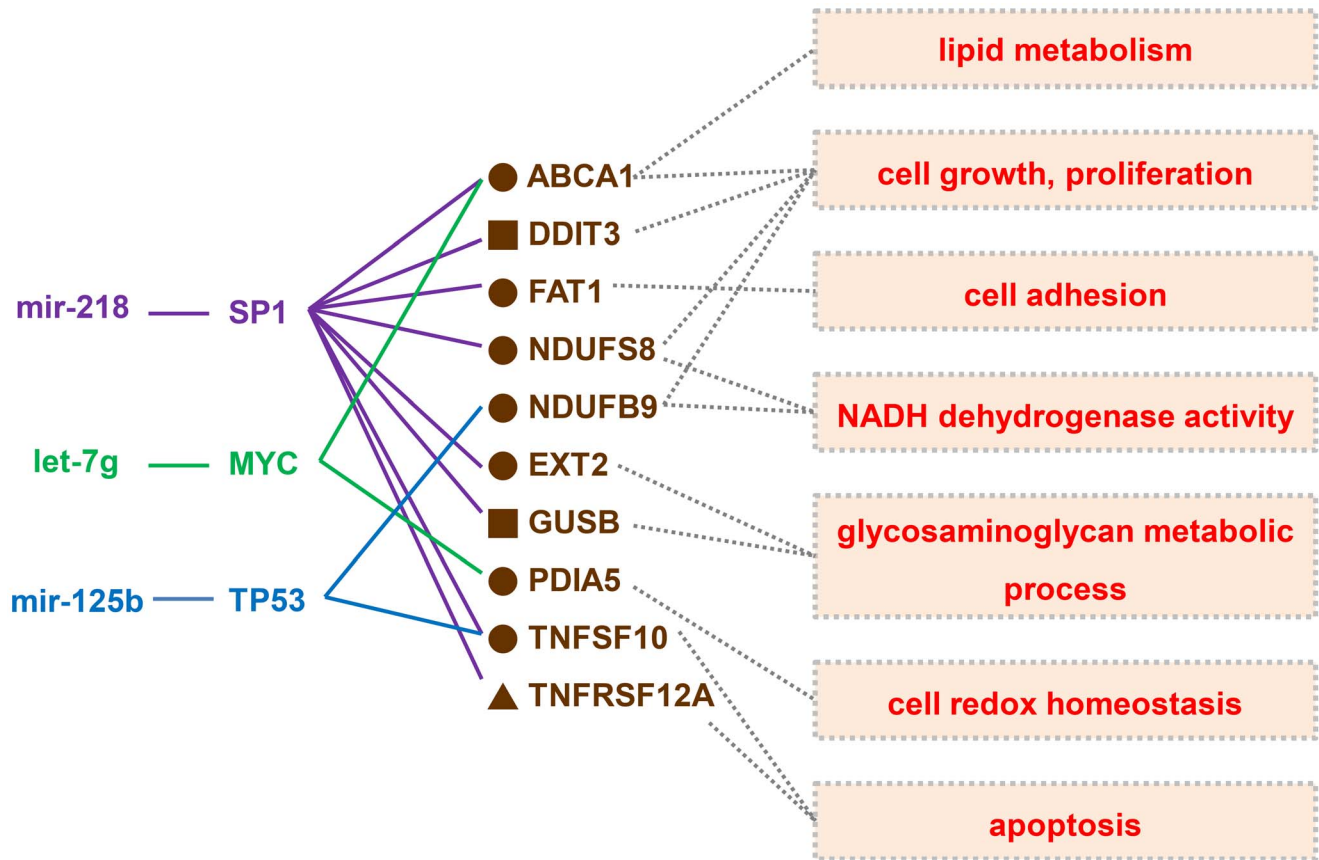 lipid metabolism
ABCA1
cell growth, proliferation
DDIT3
FAT1
cell adhesion
mir-218
SP1
NDUFS8
NDUFB9
NADH dehydrogenase activity
let-7g
MYC
EXT2
GUSB
glycosaminoglycan metabolic
process
mir-125b
TP53
PDIA5
TNFSF10
TNFRSF12A
cell redox homeostasis
apoptosis